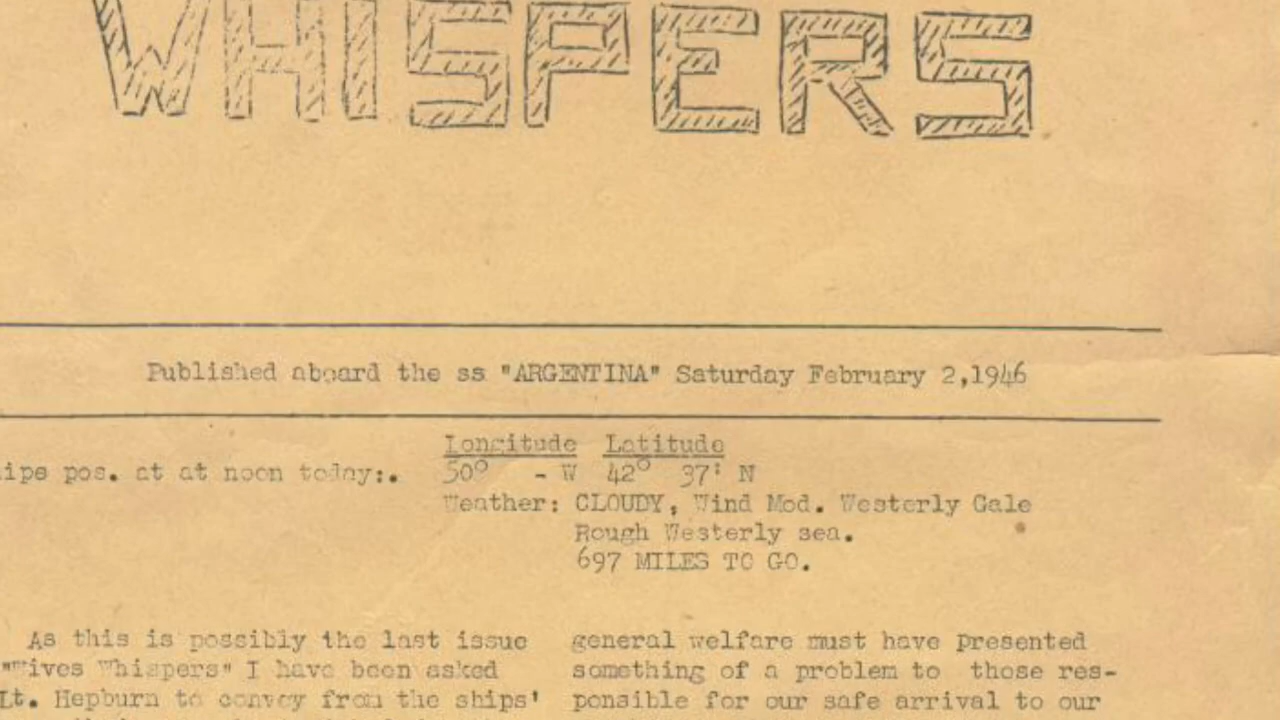 WHISPERS
Published aboard the ss "ARGENTINA" Saturday February 2,1946
Longitude Latitude
ips pos. at at noon today:. 50° - W 42° 37' N
Weather: CLOUDY, Wind Mod. Westerly Gale
Rough Westerly sea.
697 MILES TO GO.
As this is possibly the last issue
"Wives Whispers" I have been asked
Lt. Hepburn to convey from the ships'
general welfare must have presented
something of a problem to those res-
ponsible for our safe arrival to our